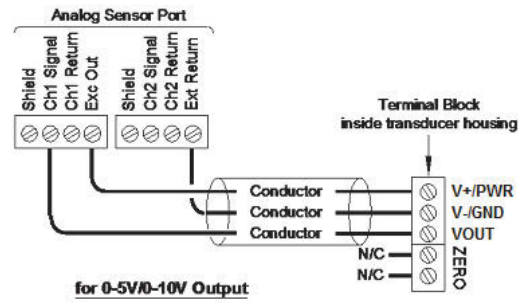 Analog Sensor Port
Shield
Ch1 Signal
Ch1 Return
Exc Out
Shield
Ch2 Signal
Ch2 Return
Ext Return
Terminal Block
inside transducer housing
Conductor
V+/PWR
Conductor
V-/GND
Conductor
VOUT
N/C
N/C
ZERO
for 0-5V/0-10V Output